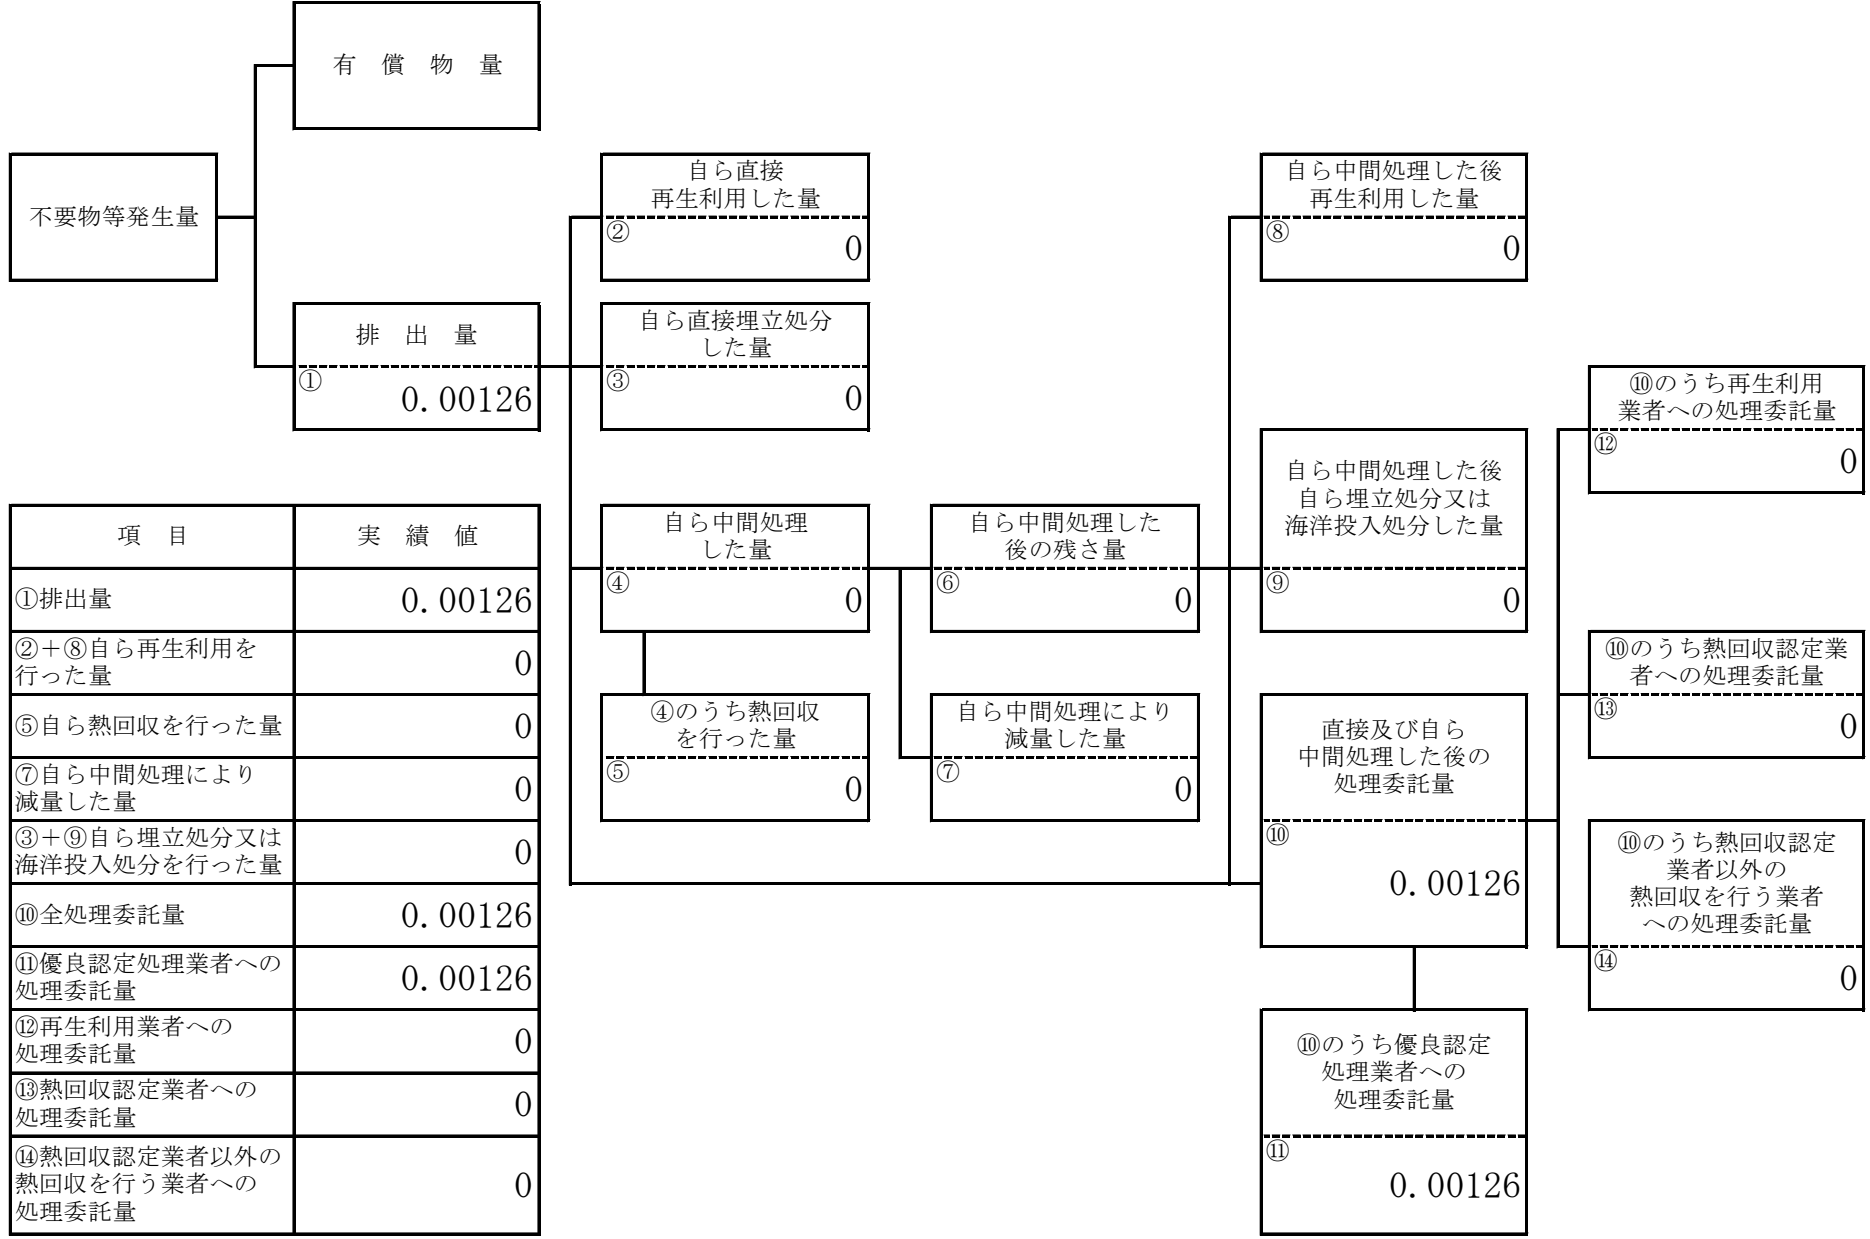 有　償　物　量
不要物等発生量
排　出　量
①
0.00126
自ら直接
再生利用した量
②
0
自ら直接埋立処分
した量
③
0
自ら中間処理
した量
④
0
④のうち熱回収
を行った量
⑤
0
自ら中間処理した
後の残さ量
⑥
0
自ら中間処理により
減量した量
⑦
0
自ら中間処理した後
再生利用した量
⑧
0
自ら中間処理した後
自ら埋立処分又は
海洋投入処分した量
⑨
0
直接及び自ら
中間処理した後の
処理委託量
⑩
0.00126
⑩のうち優良認定
処理業者への
処理委託量
⑪
0.00126
⑩のうち再生利用
業者への処理委託量
⑫
0
⑩のうち熱回収認定業
者への処理委託量
⑬
0
⑩のうち熱回収認定
業者以外の
熱回収を行う業者
への処理委託量
⑭
0
項　目
実　績　値
①排出量
0.00126
②＋⑧自ら再生利用を
行った量
0
⑤自ら熱回収を行った量
0
⑦自ら中間処理により
減量した量
0
③＋⑨自ら埋立処分又は
海洋投入処分を行った量
0
⑩全処理委託量
0.00126
⑪優良認定処理業者への
処理委託量
0.00126
⑫再生利用業者への
処理委託量
0
⑬熱回収認定業者への
処理委託量
0
⑭熱回収認定業者以外の
熱回収を行う業者への
処理委託量
0